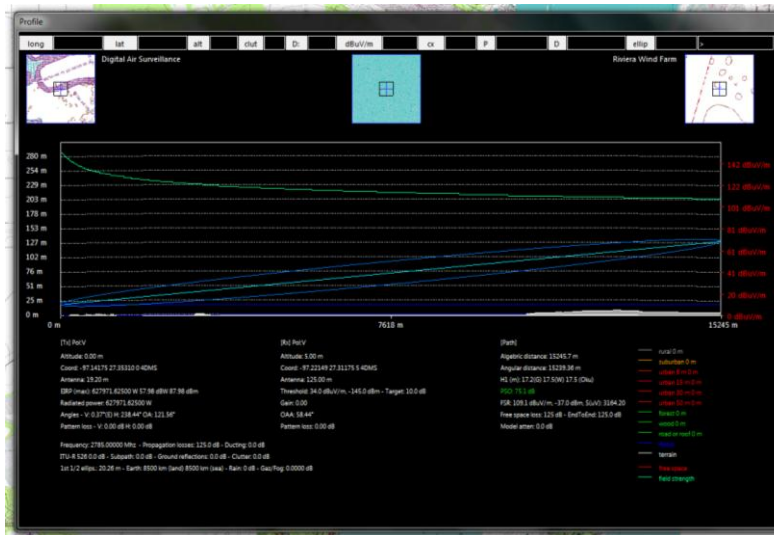 Profile
long lat alt clut D: dBuV/m cx P D ellip >
Digital Air Surveillance
Riviera Wind Farm
280 m
254 m
229 m
203 m
178 m
153 m
127 m
102 m
76 m
51 m
25 m
0 m
142 dBuV/m
122 dBuV/m
81 dBuV/m
61 dBuV/m
41 dBuV/m
20 dBuV/m
0 dBuV/m
0 m 7618 m 15245 m
[Tx] Pot:V
Altitude: 0.00 m
Coord: -97.14175 27.35310 0 4DMS
Antenna: 19.20 m
EIRP (max): 627971.62500 W 57.98 dBW 87.98 dBm
Radiated power: 627971.62500 W
Angles - V: 0.37°(E) H: 238.44° OA: 121.56°
Pattern loss - V: 0.00 dB H: 0.00 dB
[Rx] Pot:V
Altitude: 5.00 m
Coord: -97.22149 27.31175 5 4DMS
Antenna: 125.00 m
Threshold: 34.0 dBuV/m, -145.0 dBm - Target: 10.0 dB
Gain: 0.00
OAA: 58.44°
Pattern loss: 0.00 dB
[Path]
Algebric distance: 15245.7 m
Angular distance: 15239.36 m
H1 (m): 17.2(G) 17.5(W) 17.5 (Oku)
FSR: 109.1 dBuV/m, -37.0 dBm, S(uV): 3164.20
Free space loss: 125 dB - EndToEnd: 125.0 dB
Model atten: 0.0 dB
Frequency: 2785.00000 MHz - Propagation losses: 125.0 dB - Ducting: 0.0 dB
ITU-R 526 0.0 dB - Subpath: 0.0 dB - Ground reflections: 0.0 dB - Clutter: 0.0 dB
1st 1/2 ellips.: 20.26 m - Earth: 8500 km (land) 8500 km (sea) - Rain: 0 dB - Gaz/Fog: 0.0000 dB
rural 0 m
suburban 0 m
urban 8 m 0 m
urban 15 m 0 m
urban 30 m 0 m
urban 50 m 0 m
forest 0 m
wood 0 m
road or roof 0 m
terrain
free space
field strength